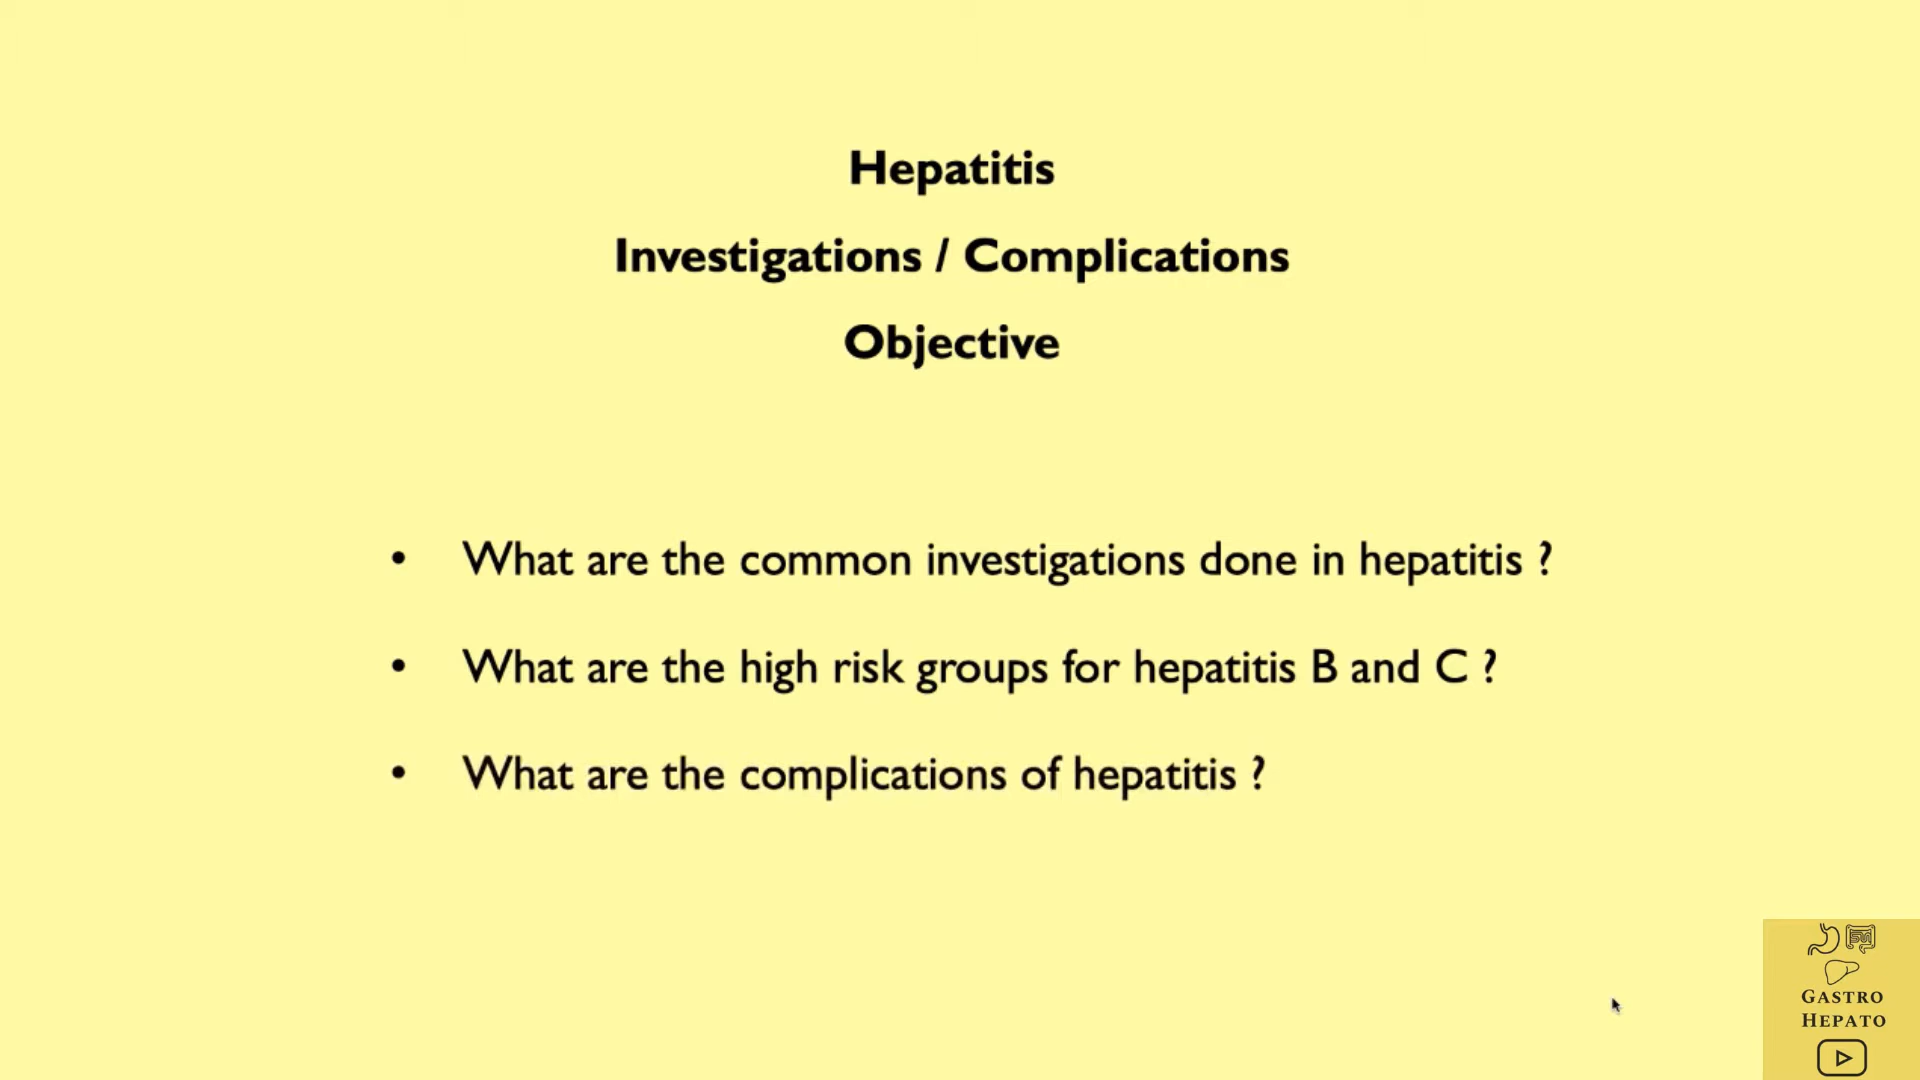 Hepatitis
Investigations / Complications
Objective
• What are the common investigations done in hepatitis ?
• What are the high risk groups for hepatitis B and C ?
• What are the complications of hepatitis ?
GASTRO
HEPATO